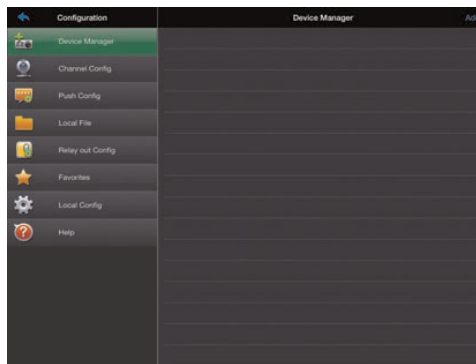 Configuration
Device Manager
Device Manager
Channel Config
Push Config
Local File
Relay out Config
Favorites
Local Config
Help